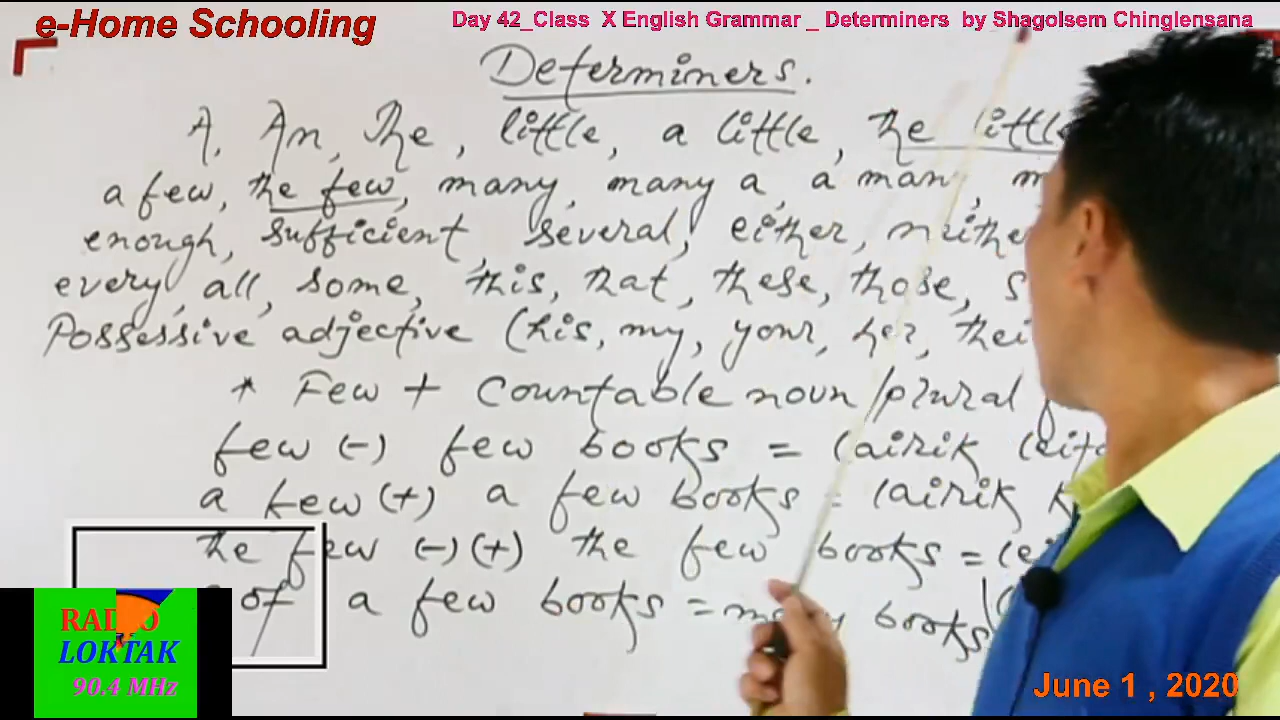 e-Home Schooling
Day 42_Class X English Grammar _ Determiners by Shagolsem Chinglensana
Determiners.
A, An, The, little, a little, the little
a few, the few, many, many a, a man
enough, sufficient, several, either,
every, all, some, this, that, these, those,
Possessive adjective (his, my, your, her,
* Few + Countable noun/plural
few (-) few books = lairik
a few (+) a few books = lairik
the few (-) (+) the few books =
of a few books = many books
RADIO
LOKTAK
90.4 MHz
June 1 , 2020